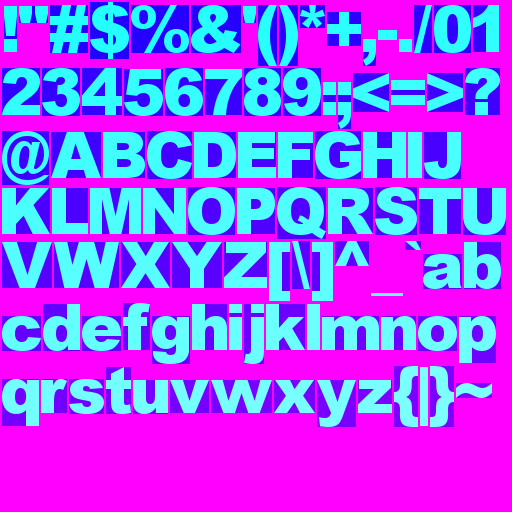 !"#$%&'()*+,-./01
23456789:;<=>?
@ABCDEFGHIJ
KLMNOPQRSTU
VWXYZ[\]^_`ab
cdefghijklmnop
qrstuvwxyz{|}~